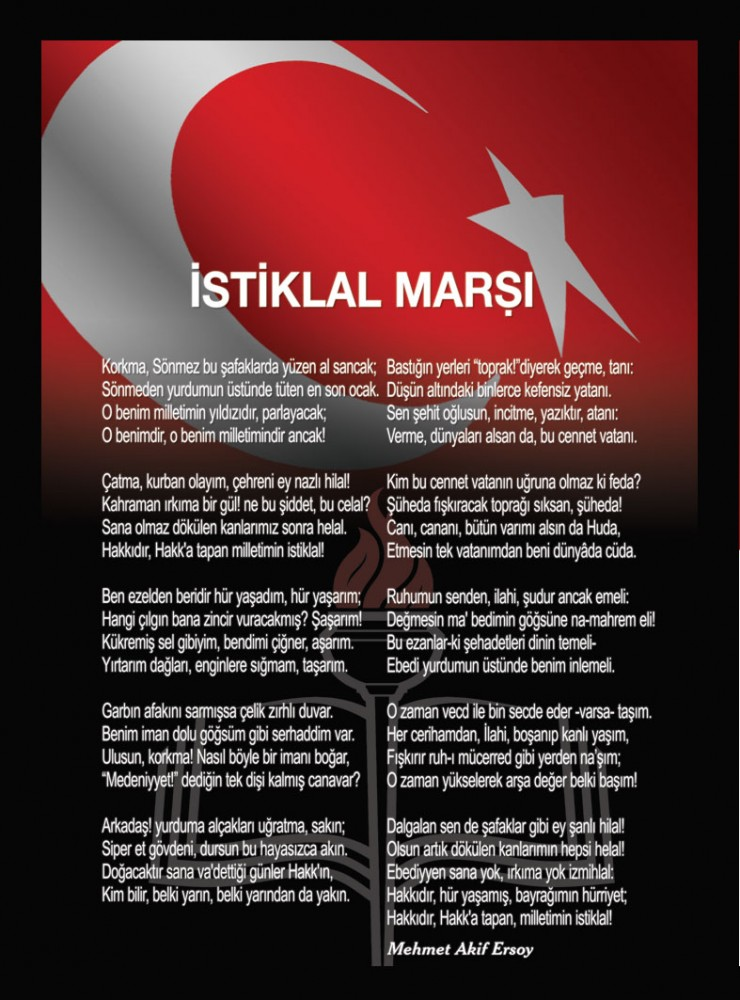 İSTİKLAL MARŞI
Korkma, Sönmez bu şafaklarda yüzen al sancak;
Sönmeden yurdumun üstünde tüten en son ocak.
O benim milletimin yıldızıdır, parlayacak;
O benimdir, o benim milletimindir ancak!
Çatma, kurban olayım, çehreni ey nazlı hilal!
Kahraman ırkıma bir gül! ne bu şiddet, bu celal?
Sana olmaz dökülen kanlarımız sonra helal.
Hakkıdır, Hakk'a tapan milletimin istiklal!
Ben ezelden beridir hür yaşadım, hür yaşarım;
Hangi çılgın bana zincir vuracakmış? Şaşarım!
Kükremiş sel gibiyim, bendimi çiğner, aşarım.
Yırtarım dağları, enginlere sığmam, taşarım.
Garbın afakını sarmışsa çelik zırhlı duvar.
Benim iman dolu göğsüm gibi serhaddim var.
Ulusun, korkma! Nasıl böyle bir imanı boğar,
“Medeniyyet!” dediğin tek dişi kalmış canavar?
Arkadaş! yurduma alçakları uğratma, sakın;
Siper et gövdeni, dursun bu hayasızca akın.
Doğacaktır sana va'dettiği günler Hakk'ın,
Kim bilir, belki yarın, belki yarından da yakın.
Bastığın yerleri “toprak!”diyerek geçme, tanı:
Düşün altındaki binlerce kefensiz yatanı.
Sen şehit oğlusun, incitme, yazıktır, atanı:
Verme, dünyaları alsan da, bu cennet vatanı.
Kim bu cennet vatanın uğruna olmaz ki feda?
Şüheda fışkıracak toprağı sıksan, şüheda!
Canı, cananı, bütün varımı alsın da Huda,
Etmesin tek vatanımdan beni dünyâda cüda.
Ruhumun senden, ilahi, şudur ancak emeli:
Değmesin ma' bedimin göğsüne na-mahrem eli!
Bu ezanlar-ki şehadetleri dinin temeli-
Ebedi yurdumun üstünde benim inlemeli.
O zaman vecd ile bin secde eder -varsa- taşım.
Her cerihamdan, İlahi, boşanıp kanlı yaşım,
Fışkırır ruh-ı mücerred gibi yerden na'şım;
O zaman yükselerek arşa değer belki başım!
Dalgalan sen de şafaklar gibi ey şanlı hilal!
Olsun artık dökülen kanlarımın hepsi helal!
Ebediyyen sana yok, ırkıma yok izmihlal:
Hakkıdır, hür yaşamış, bayrağımın hürriyet;
Hakkıdır, Hakk'a tapan, milletimin istiklal!
Mehmet Akif Ersoy